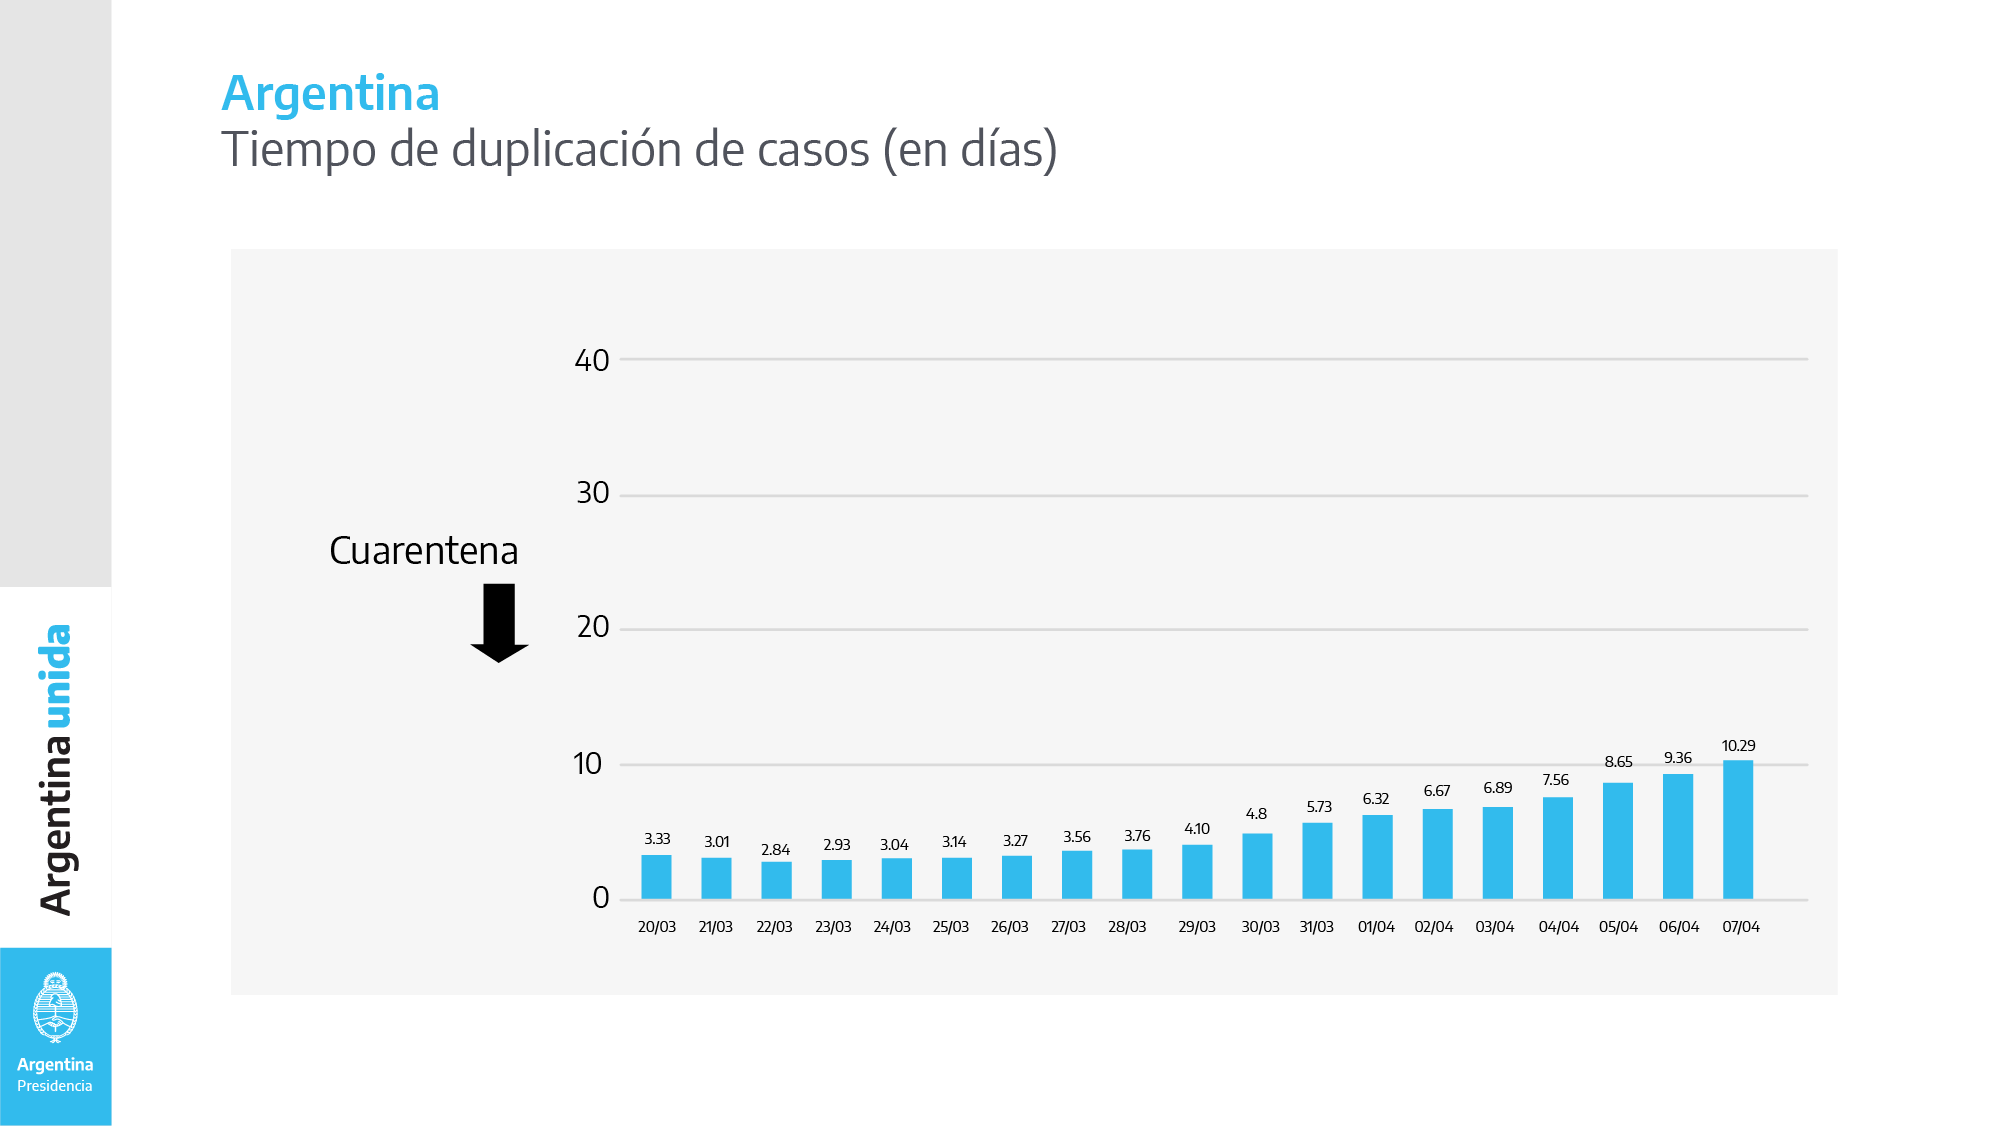 Argentina
Tiempo de duplicación de casos (en días)
40
30
Cuarentena
20
10
0
3.33 3.01 2.84 2.93 3.04 3.14 3.27 3.56 3.76 4.10 4.8 5.73 6.32 6.67 6.89 7.56 8.65 9.36 10.29
20/03 21/03 22/03 23/03 24/03 25/03 26/03 27/03 28/03 29/03 30/03 31/03 01/04 02/04 03/04 04/04 05/04 06/04 07/04
Argentina unida
Argentina
Presidencia